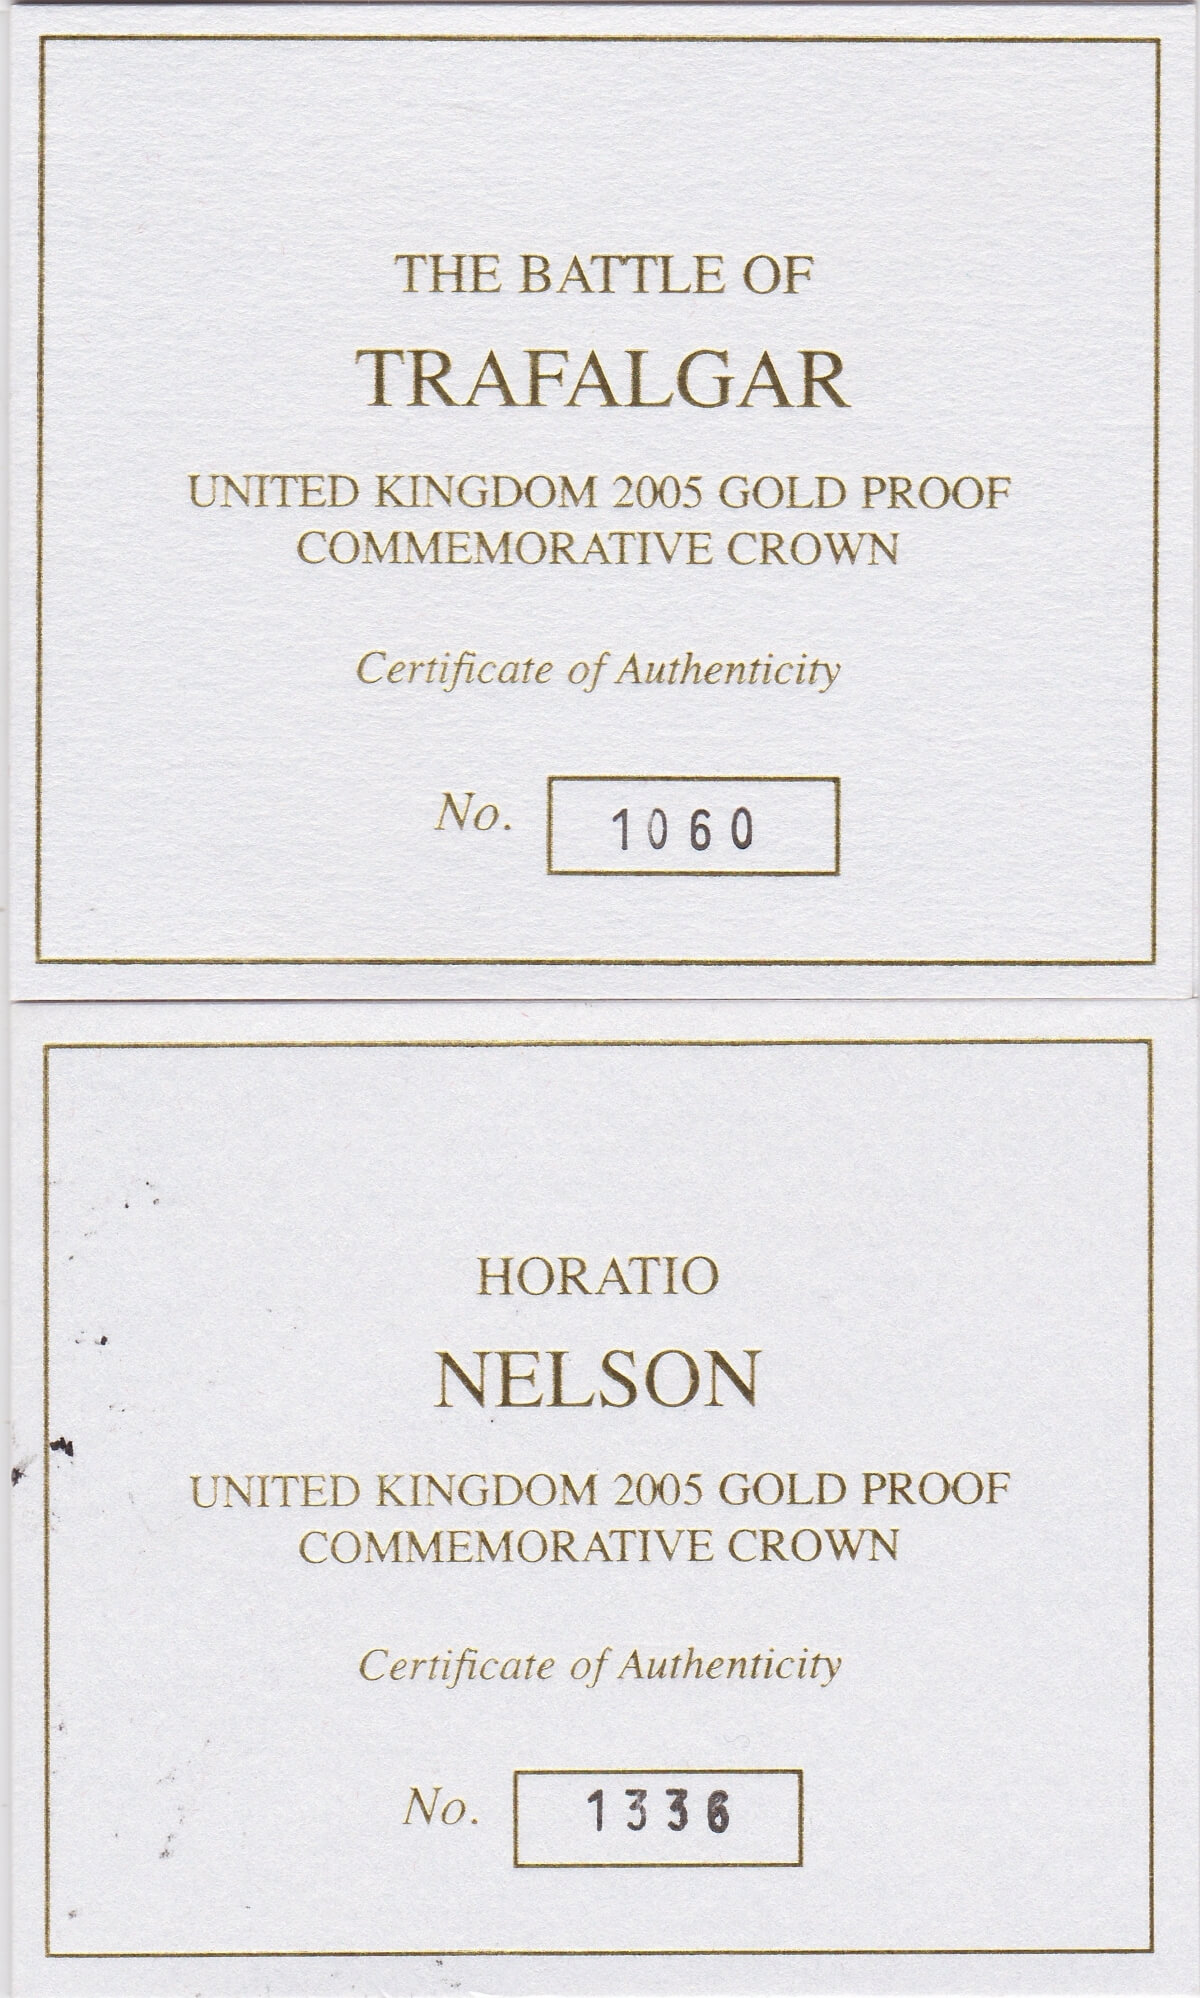 THE BATTLE OF
TRAFALGAR
UNITED KINGDOM 2005 GOLD PROOF
COMMEMORATIVE CROWN
Certificate of Authenticity
No. 1060
HORATIO
NELSON
UNITED KINGDOM 2005 GOLD PROOF
COMMEMORATIVE CROWN
Certificate of Authenticity
No. 1336